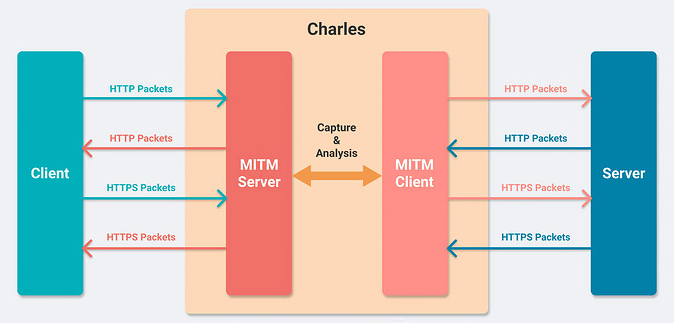 Charles
Client
HTTP Packets
HTTP Packets
HTTPS Packets
HTTPS Packets
MITM
Server
Capture
&
Analysis
MITM
Client
HTTP Packets
HTTP Packets
HTTPS Packets
HTTPS Packets
Server